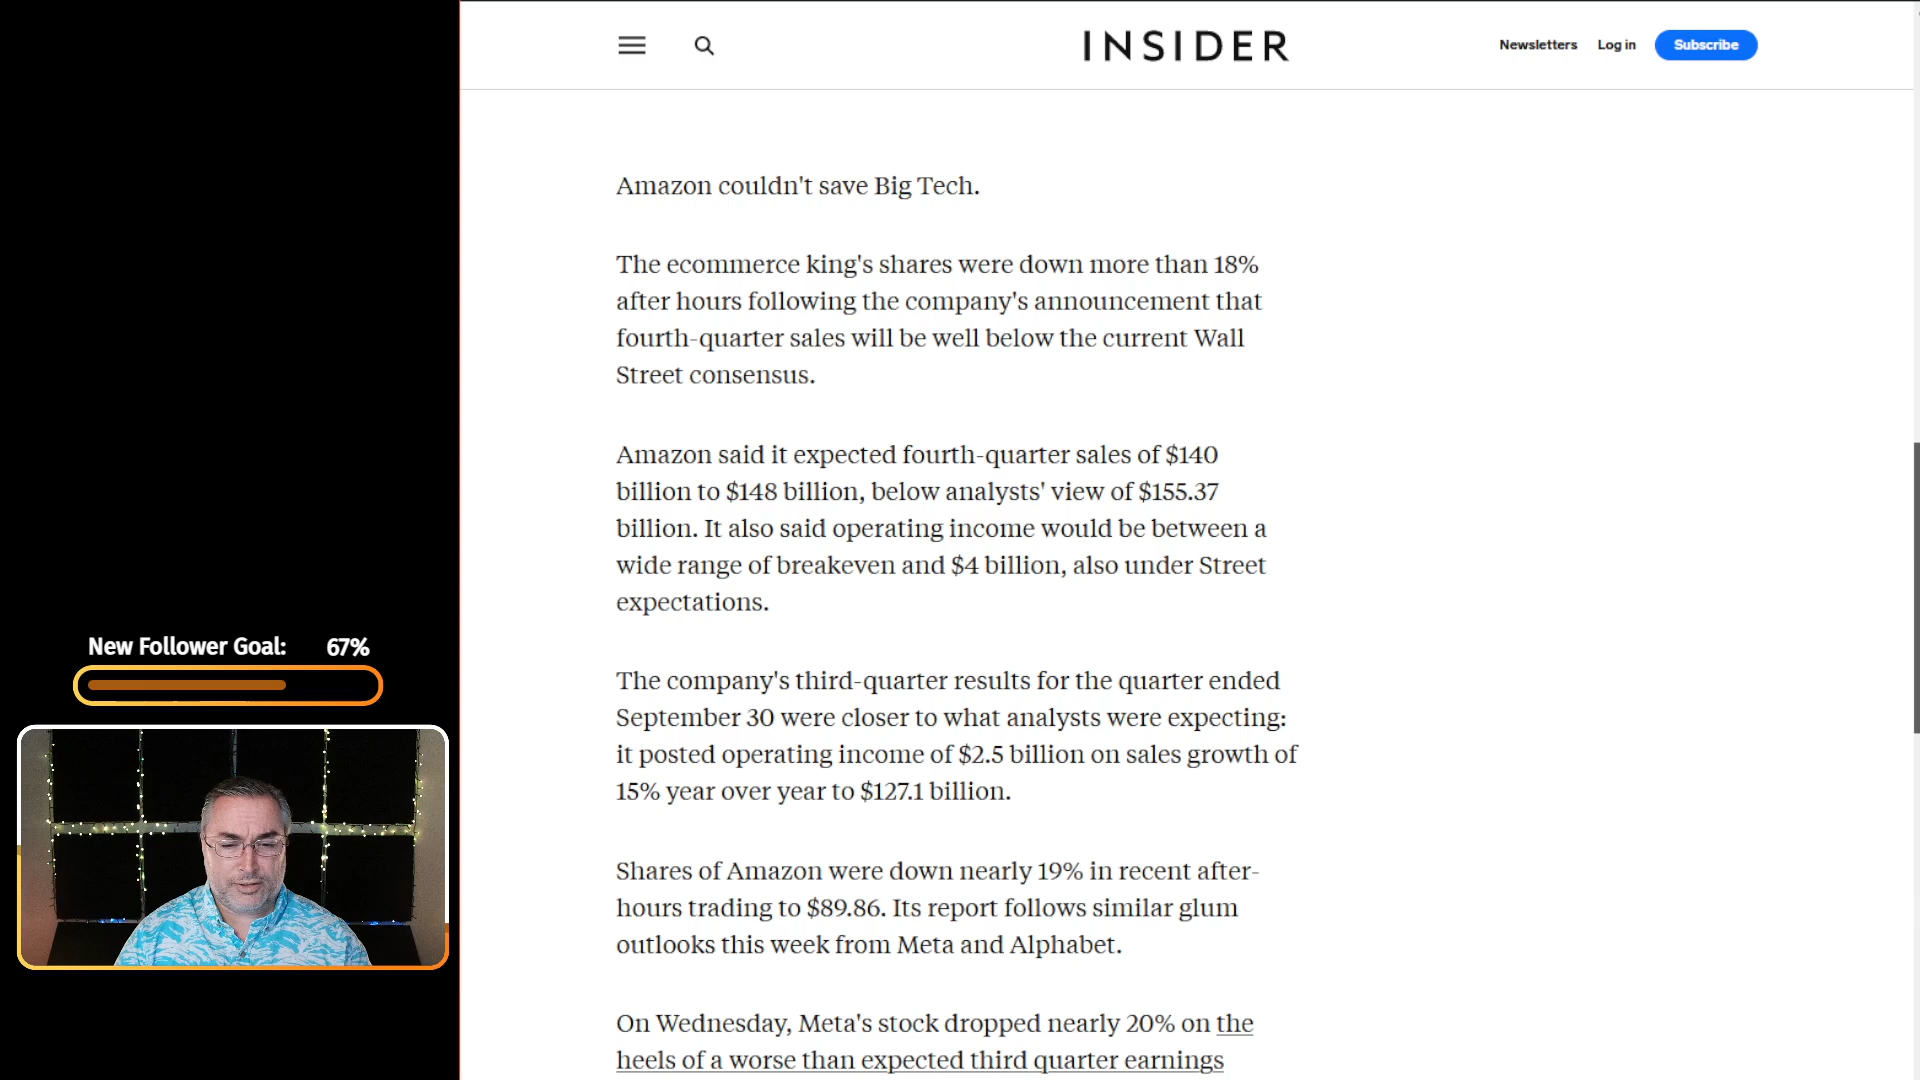 INSIDER
Newsletters
Log in
Subscribe
Amazon couldn't save Big Tech.
The ecommerce king's shares were down more than 18%
after hours following the company's announcement that
fourth-quarter sales will be well below the current Wall
Street consensus.
Amazon said it expected fourth-quarter sales of $140
billion to $148 billion, below analysts' view of $155.37
billion. It also said operating income would be between a
wide range of breakeven and $4 billion, also under Street
expectations.
The company's third-quarter results for the quarter ended
September 30 were closer to what analysts were expecting:
it posted operating income of $2.5 billion on sales growth of
15% year over year to $127.1 billion.
Shares of Amazon were down nearly 19% in recent after-
hours trading to $89.86. Its report follows similar glum
outlooks this week from Meta and Alphabet.
On Wednesday, Meta's stock dropped nearly 20% on the
heels of a worse than expected third quarter earnings
New Follower Goal: 67%